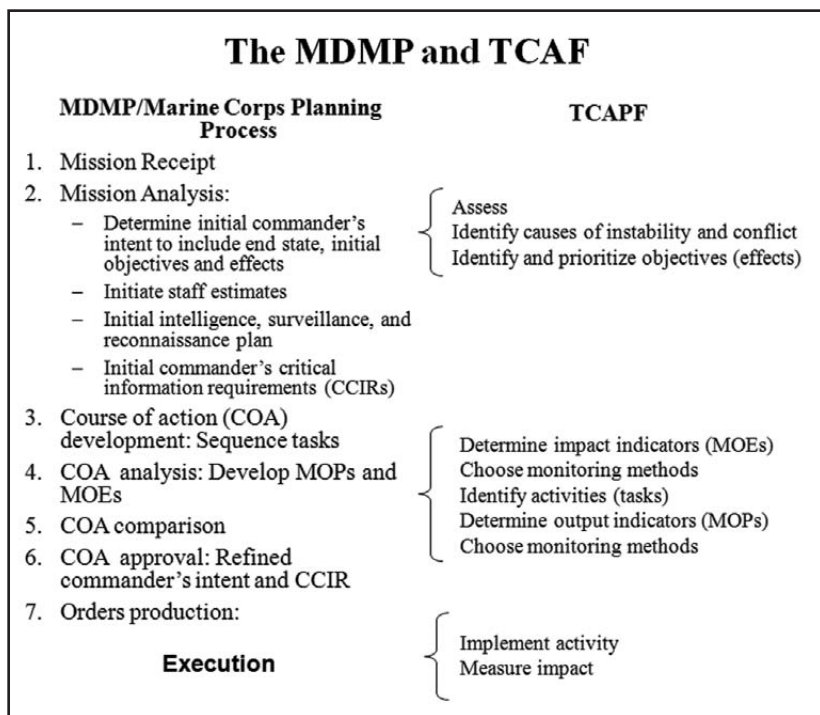 The MDMP and TCAF
MDMP/Marine Corps Planning
Process
1. Mission Receipt
2. Mission Analysis:
– Determine initial commander’s
intent to include end state, initial
objectives and effects
– Initiate staff estimates
– Initial intelligence, surveillance, and
reconnaissance plan
– Initial commander’s critical
information requirements (CCIRs)
3. Course of action (COA)
development: Sequence tasks
4. COA analysis: Develop MOPs and
MOEs
5. COA comparison
6. COA approval: Refined
commander’s intent and CCIR
7. Orders production:
Execution
TCAPF
Assess
Identify causes of instability and conflict
Identify and prioritize objectives (effects)
Determine impact indicators (MOEs)
Choose monitoring methods
Identify activities (tasks)
Determine output indicators (MOPs)
Choose monitoring methods
Implement activity
Measure impact